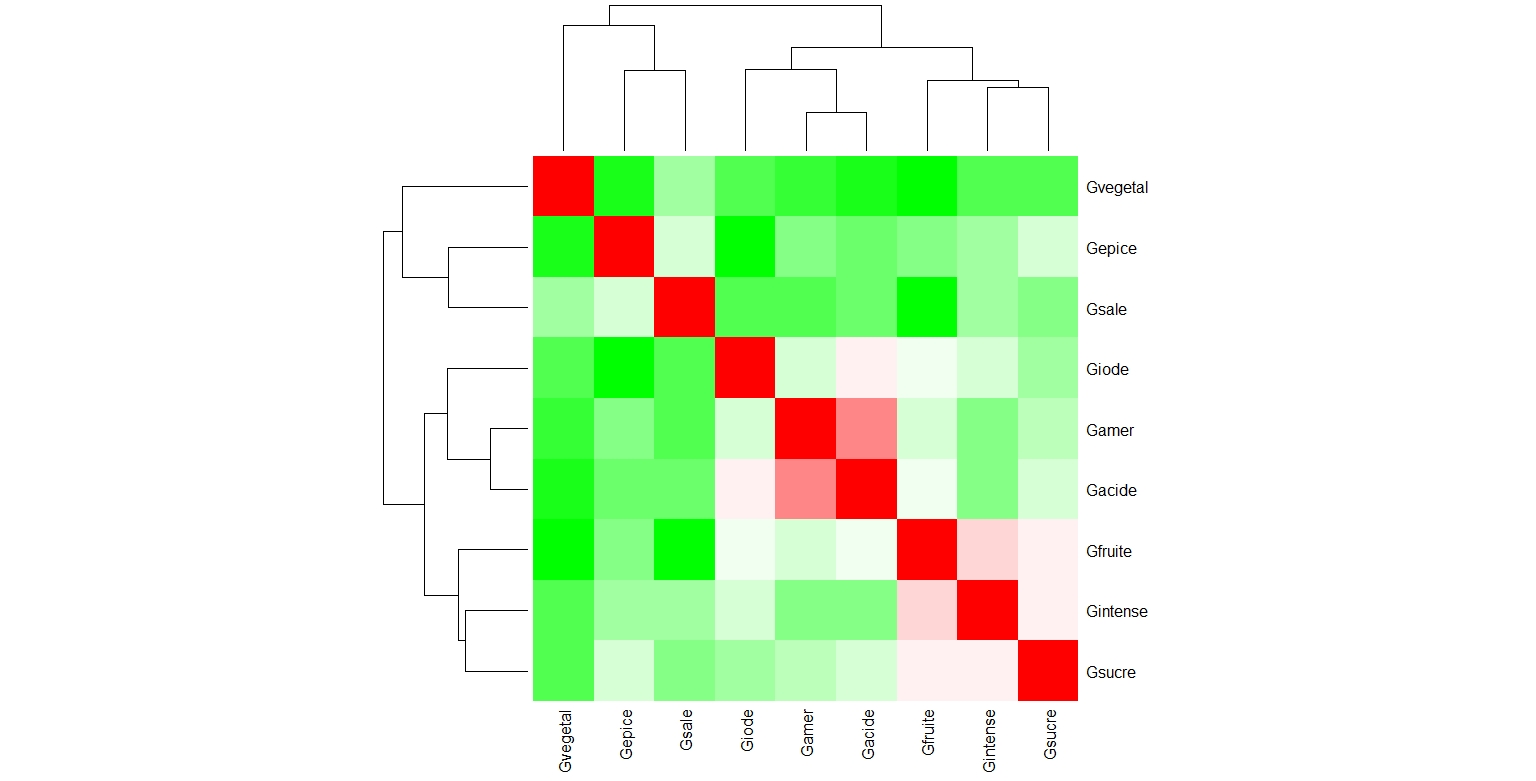 Gvegetal
Gepice
Gsale
Giode
Gamer
Gacide
Gfruite
Gintense
Gsucre
Gvegetal
Gepice
Gsale
Giode
Gamer
Gacide
Gfruite
Gintense
Gsucre